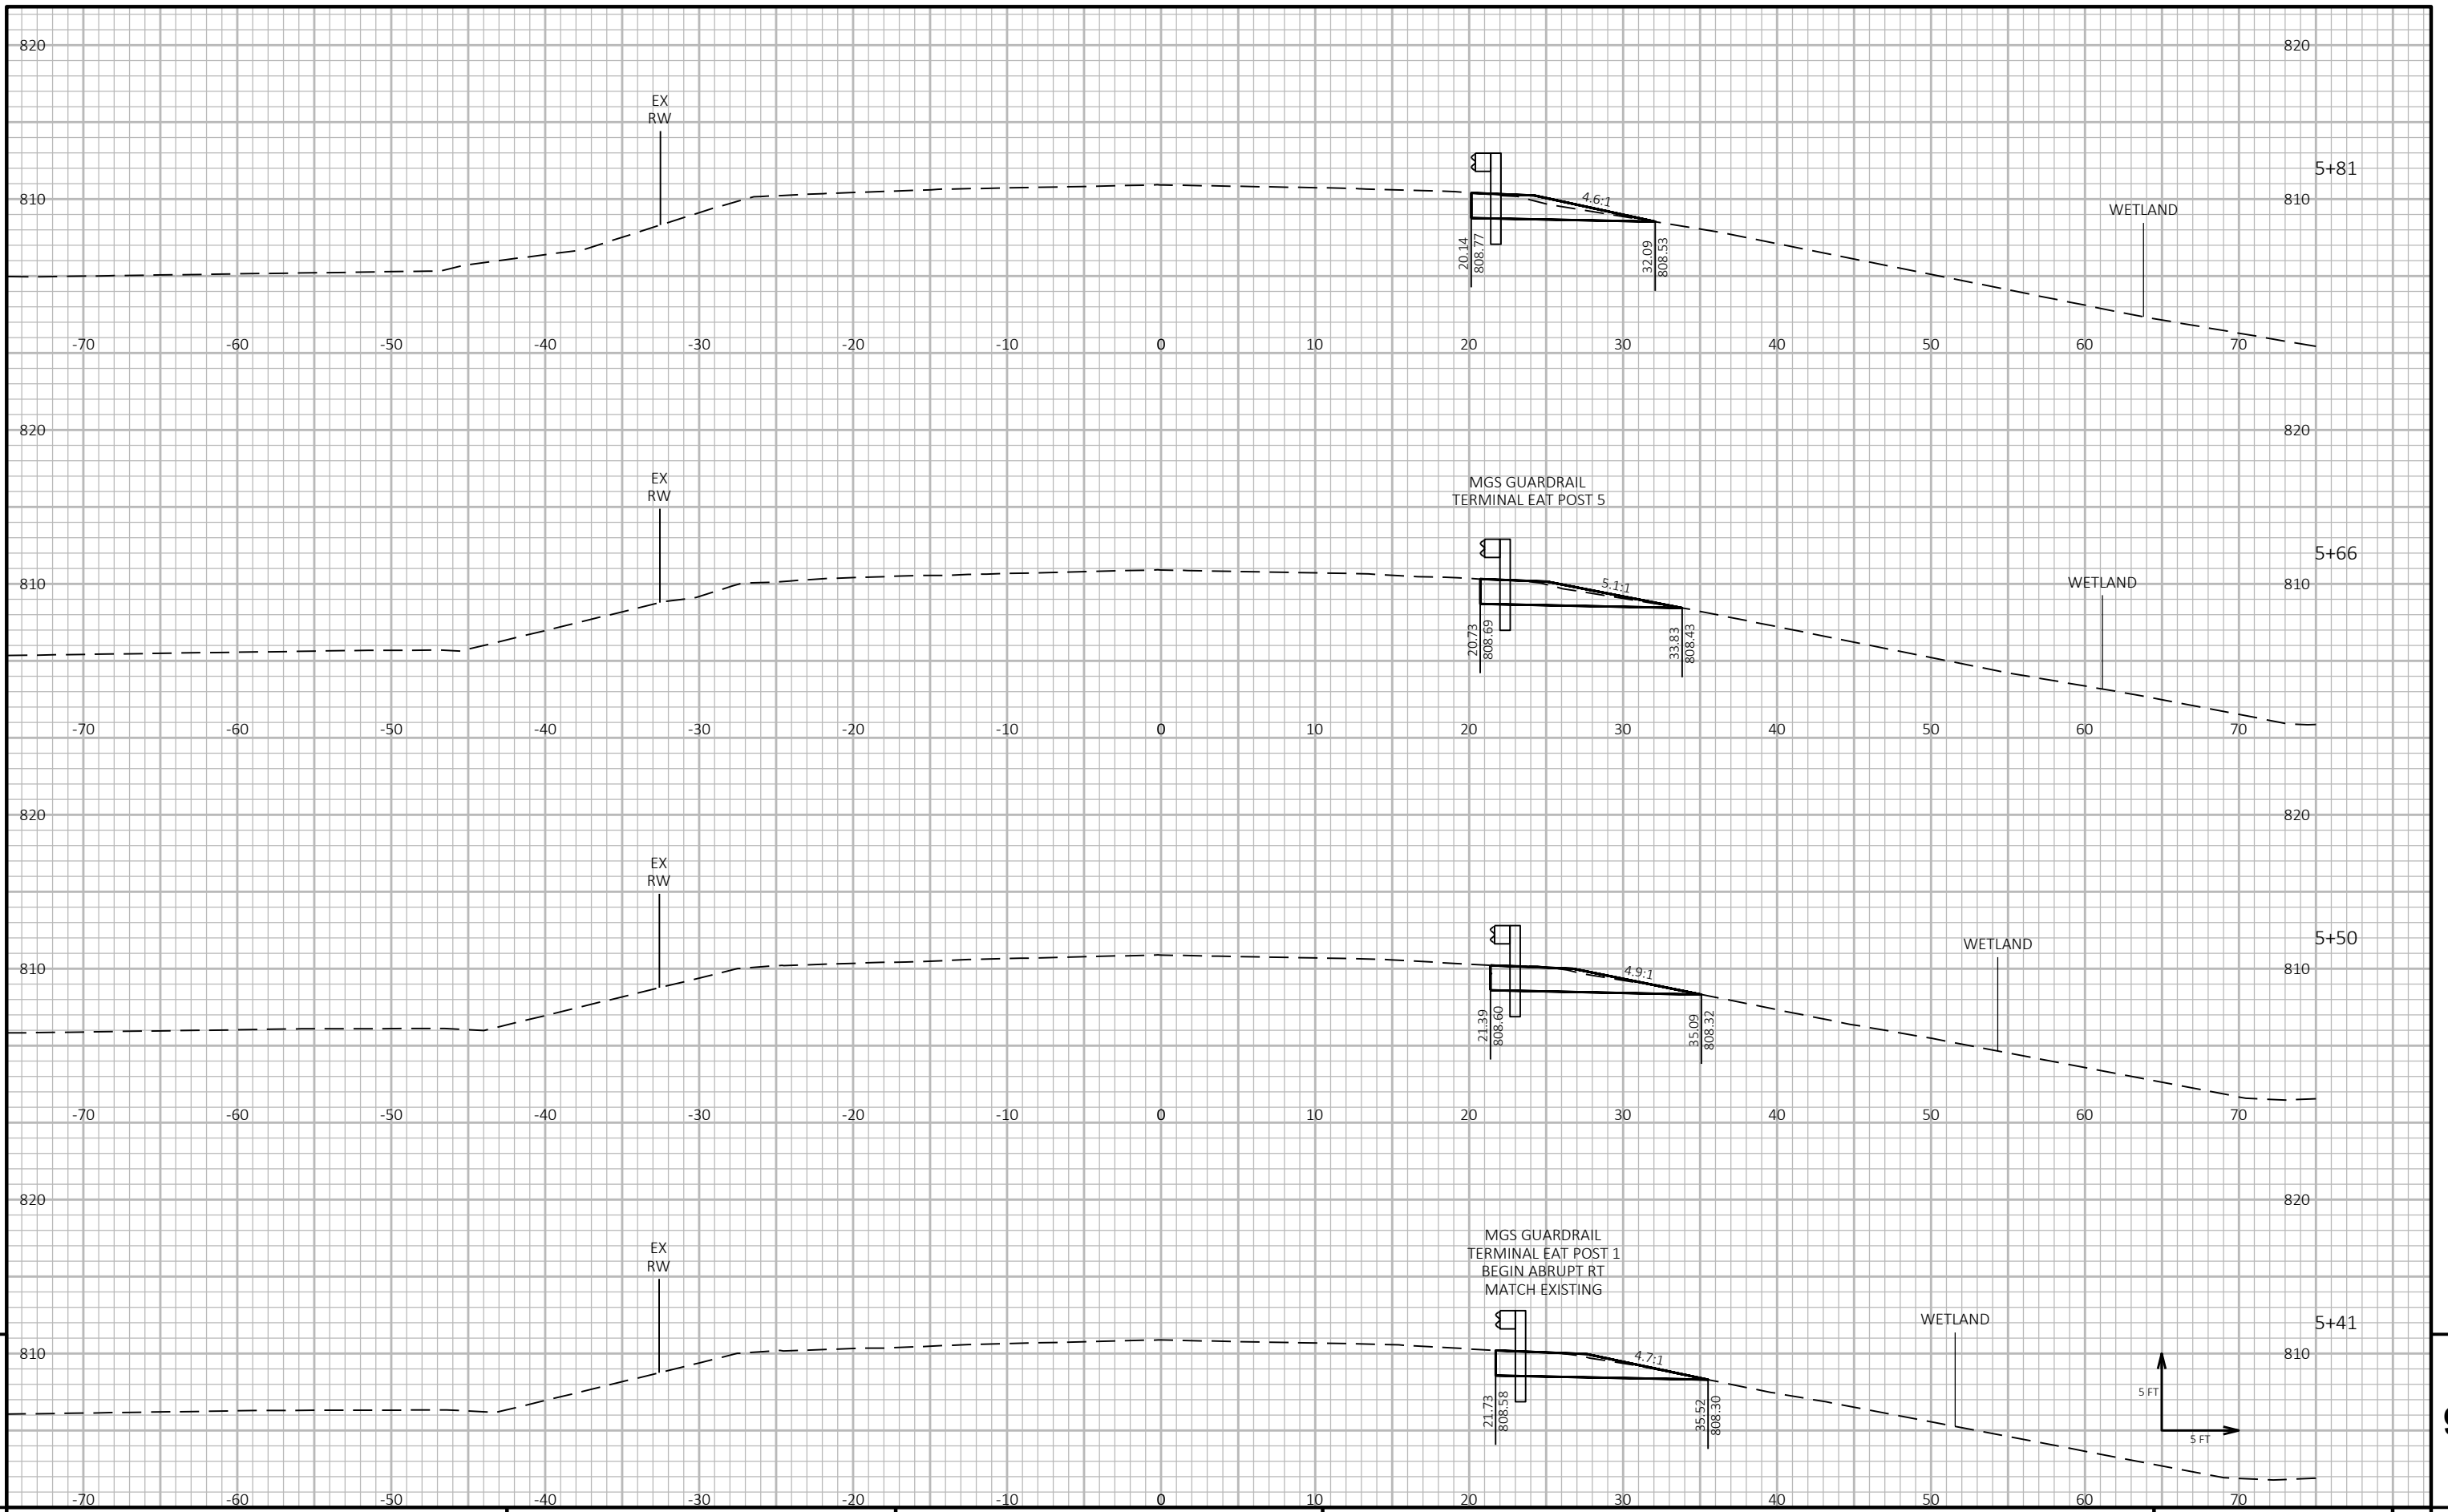 820 820
EX
RW
5+81
810 810
4.6:1
WETLAND
20.14
808.77
32.09
808.53
-70 -60 -50 -40 -30 -20 -10 0 10 20 30 40 50 60 70
820 820
EX
RW
MGS GUARDRAIL
TERMINAL EAT POST 5
5+66
810 810
5.1:1
WETLAND
20.73
808.69
33.83
808.43
-70 -60 -50 -40 -30 -20 -10 0 10 20 30 40 50 60 70
820 820
EX
RW
5+50
WETLAND
810 810
4.9:1
21.39
808.60
35.09
808.32
-70 -60 -50 -40 -30 -20 -10 0 10 20 30 40 50 60 70
820 820
EX
RW
MGS GUARDRAIL
TERMINAL EAT POST 1
BEGIN ABRUPT RT
MATCH EXISTING
WETLAND
5+41
810 810
4.7:1
21.73
808.58
35.52
808.30
5 FT
5 FT
-70 -60 -50 -40 -30 -20 -10 0 10 20 30 40 50 60 70